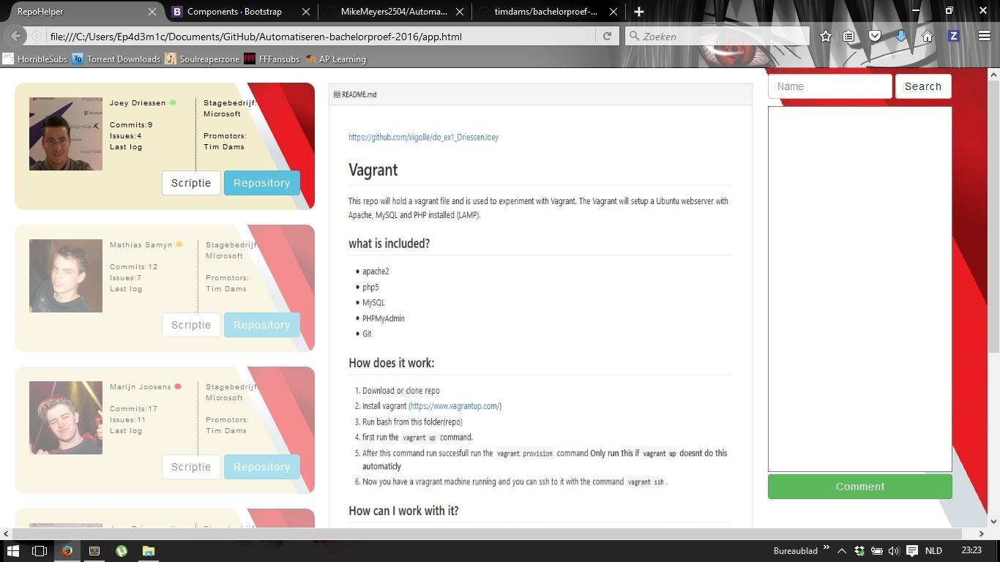 RepoHelper
Components · Bootstrap
MikeMeyers2504/Automa...
timdams/bachelorproef-...
file:///C:/Users/Ep4d3m1c/Documents/GitHub/Automatiseren-bachelorproef-2016/app.html
Zoeken
HorribleSubs
Torrent Downloads
Soulreaperzone
FFFansubs
AP Learning
Joey Driessen
Commits:9
Issues:4
Last log
Stagebedrijf:
Microsoft
Promotors:
Tim Dams
Scriptie
Repository
Mathias Samyn
Commits:12
Issues:7
Last log
Stagebedrijf:
Microsoft
Promotors:
Tim Dams
Scriptie
Repository
Marijn Joosens
Commits:17
Issues:11
Last log
Stagebedrijf:
Microsoft
Promotors:
Tim Dams
Scriptie
Repository
README.md
https://github.com/xigolle/do_ex1_DriessenJoey
Vagrant
This repo will hold a vagrant file and is used to experiment with Vagrant. The Vagrant will setup a Ubuntu webserver with
Apache, MySQL and PHP installed (LAMP).
what is included?
• apache2
• php5
• MySQL
• PHPMyAdmin
• Git
How does it work:
1. Download or clone repo
2. Install vagrant (https://www.vagrantup.com/)
3. Run bash from this folder(repo)
4. first run the vagrant up command.
5. After this command run succesfull run the vagrant provision command Only run this if vagrant up doesnt do this
automaticly
6. Now you have a vragrant machine running and you can ssh to it with the command vagrant ssh.
How can I work with it?
Name
Search
Comment
Bureaublad
NLD
23:23